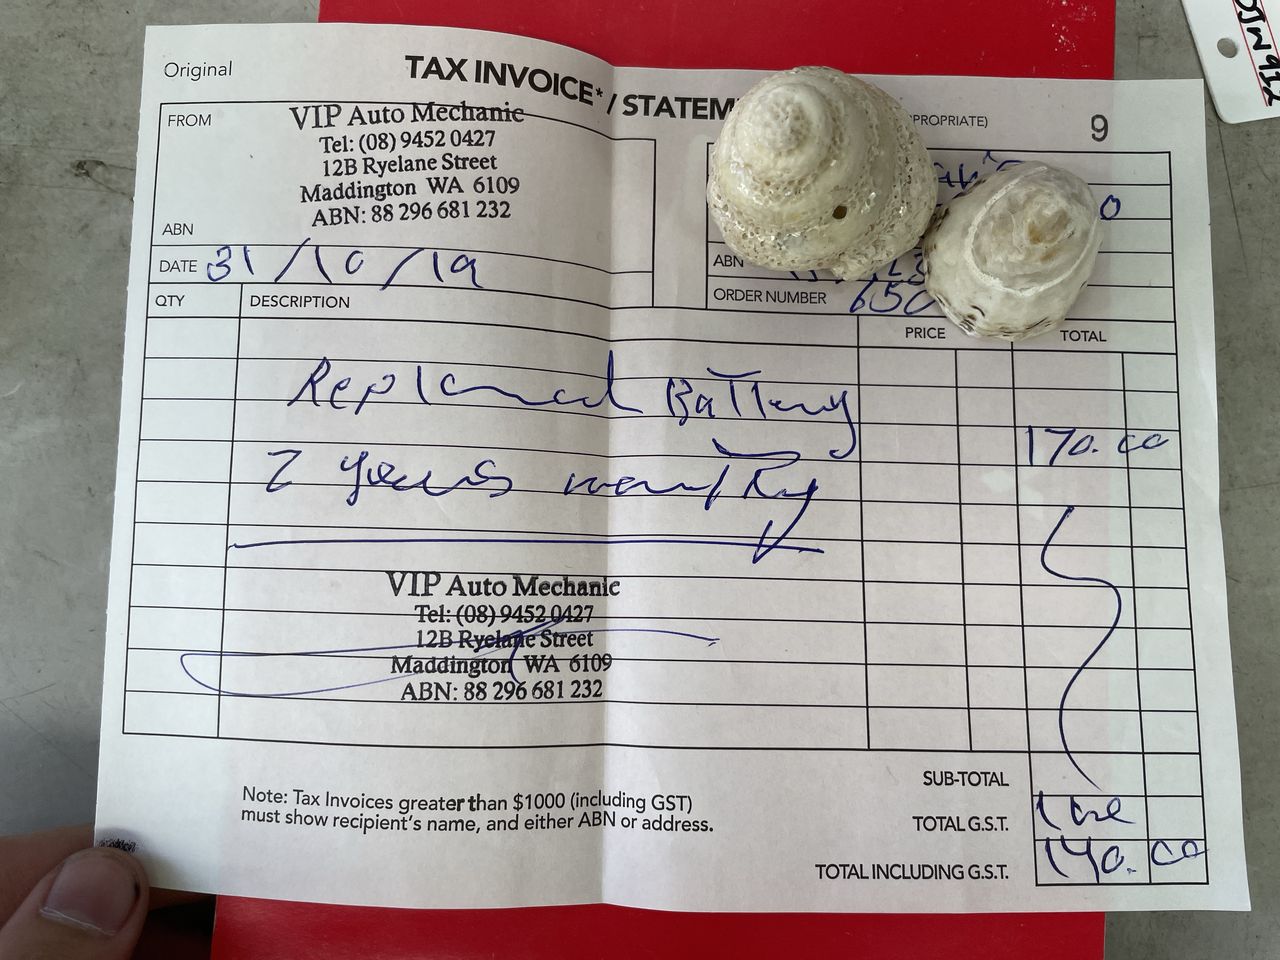 Original
TAX INVOICE* / STATEM
PROPRIATE)
9
FROM
VIP Auto Mechanic
Tel: (08) 9452 0427
12B Ryelane Street
Maddington WA 6109
ABN: 88 296 681 232
ABN
DATE 31/10/19
ABN
ORDER NUMBER 650
QTY DESCRIPTION PRICE TOTAL
Replaced Battery
170.00
2 years
VIP Auto Mechanic
Tel: (08) 9452 0427
12B Ryelane Street
Maddington WA 6109
ABN: 88 296 681 232
SUB-TOTAL
Note: Tax Invoices greater than $1000 (including GST)
must show recipient's name, and either ABN or address.
TOTAL G.S.T.
TOTAL INCLUDING G.S.T. 170.00